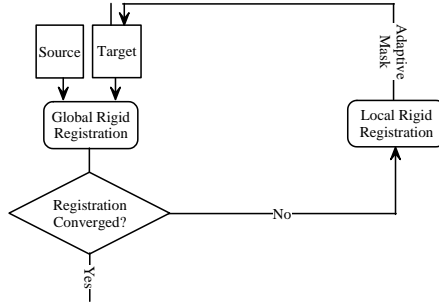 Source
Target
Adaptive
Mask
Global Rigid
Registration
Local Rigid
Registration
Registration
Converged?
No
Yes